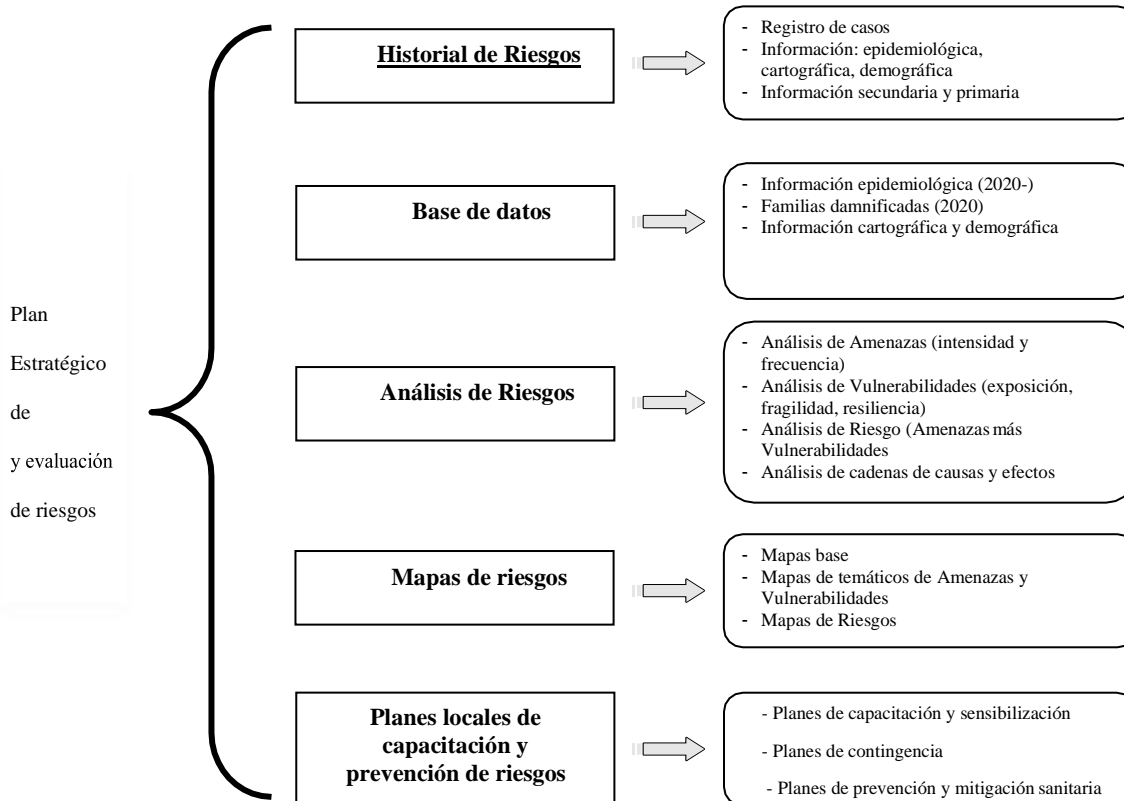 Plan
Estratégico
de
y evaluación
de riesgos
Historial de Riesgos
- Registro de casos
- Información: epidemiológica,
cartográfica, demográfica
- Información secundaria y primaria
Base de datos
- Información epidemiológica (2020-)
- Familias damnificadas (2020)
- Información cartográfica y demográfica
Análisis de Riesgos
- Análisis de Amenazas (intensidad y
frecuencia)
- Análisis de Vulnerabilidades (exposición,
fragilidad, resiliencia)
- Análisis de Riesgo (Amenazas más
Vulnerabilidades
- Análisis de cadenas de causas y efectos
Mapas de riesgos
- Mapas base
- Mapas de temáticos de Amenazas y
Vulnerabilidades
- Mapas de Riesgos
Planes locales de
capacitación y
prevención de riesgos
- Planes de capacitación y sensibilización
- Planes de contingencia
- Planes de prevención y mitigación sanitaria